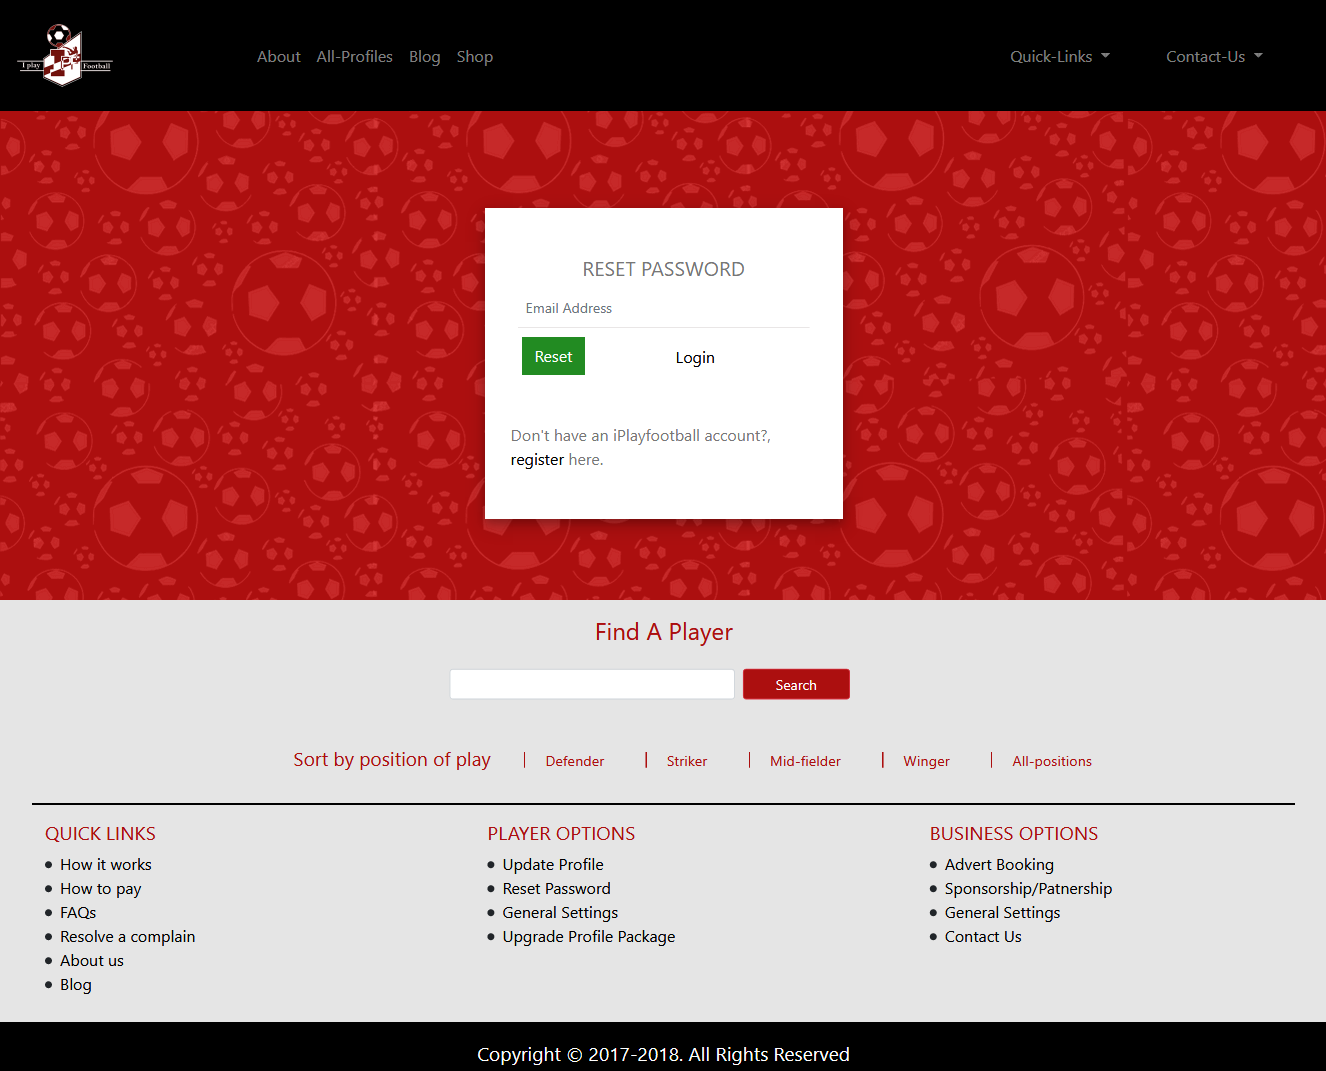 I play Football
About All-Profiles Blog Shop Quick-Links Contact-Us
RESET PASSWORD
Email Address
Reset Login
Don't have an iPlayfootball account?,
register here.
Find A Player
Search
Sort by position of play | Defender | Striker | Mid-fielder | Winger | All-positions
QUICK LINKS
How it works
How to pay
FAQs
Resolve a complain
About us
Blog
PLAYER OPTIONS
Update Profile
Reset Password
General Settings
Upgrade Profile Package
BUSINESS OPTIONS
Advert Booking
Sponsorship/Patnership
General Settings
Contact Us
Copyright © 2017-2018. All Rights Reserved